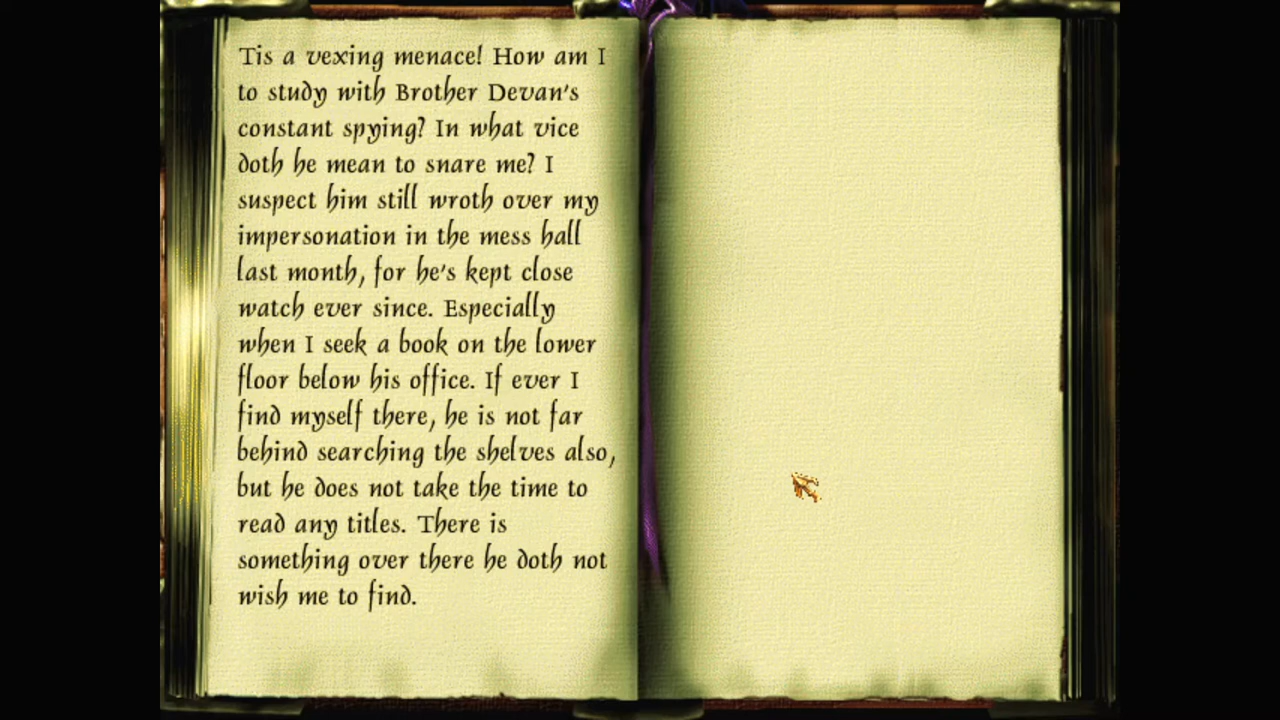 Tis a vexing menace! How am I
to study with Brother Devan's
constant spying? In what vice
doth he mean to snare me? I
suspect him still wroth over my
impersonation in the mess hall
last month, for he's kept close
watch ever since. Especially
when I seek a book on the lower
floor below his office. If ever I
find myself there, he is not far
behind searching the shelves also,
but he does not take the time to
read any titles. There is
something over there he doth not
wish me to find.